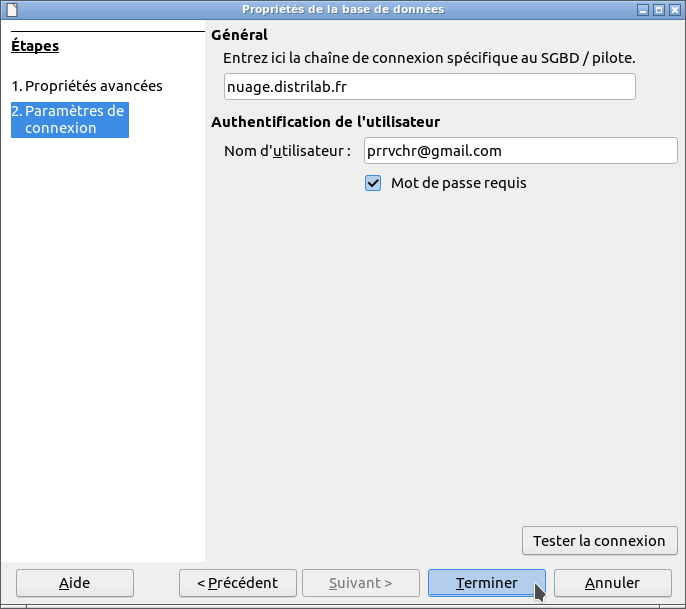 Propriétés de la base de données
Étapes
1. Propriétés avancées
2. Paramètres de
connexion
Général
Entrez ici la chaîne de connexion spécifique au SGBD / pilote.
nuage.distrilab.fr
Authentification de l'utilisateur
Nom d'utilisateur : prrvchr@gmail.com
Mot de passe requis
Tester la connexion
Aide
< Précédent
Suivant >
Terminer
Annuler